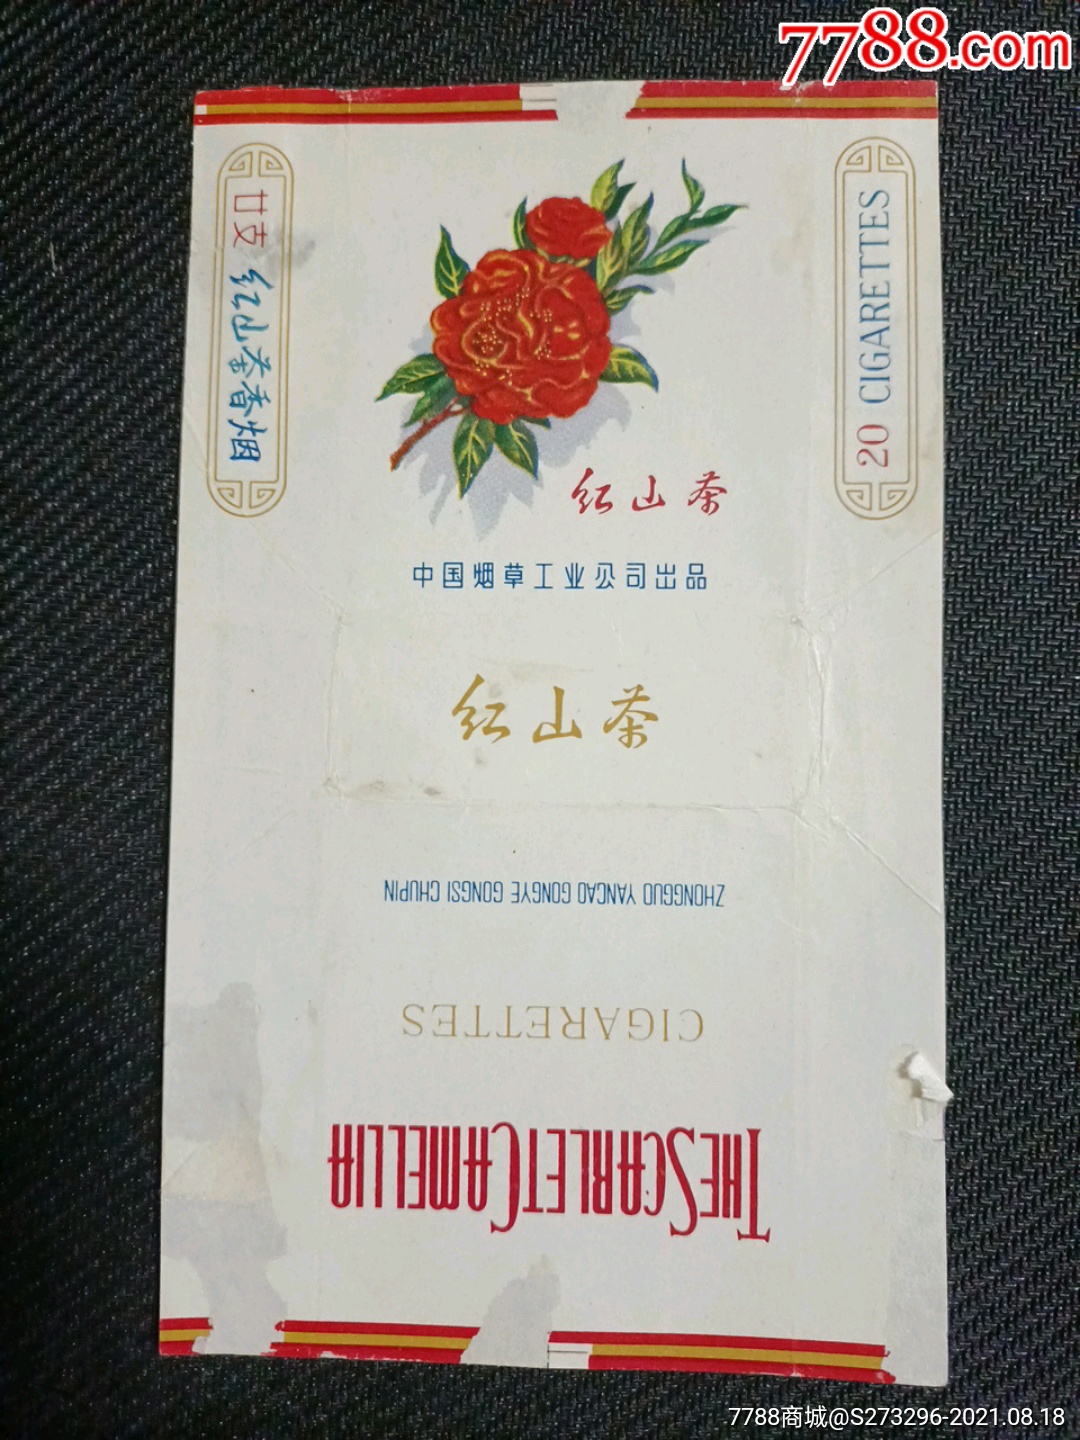 7788.com
廿支 红山茶香烟
20 CIGARETTES
红山茶
中国烟草工业公司出品
红山茶
ZHONGGUO YANCAO GONGYE GONGSI CHUPIN
CIGARETTES
THE SCARLET CAMELLIA
7788商城@S273296-2021.08.18